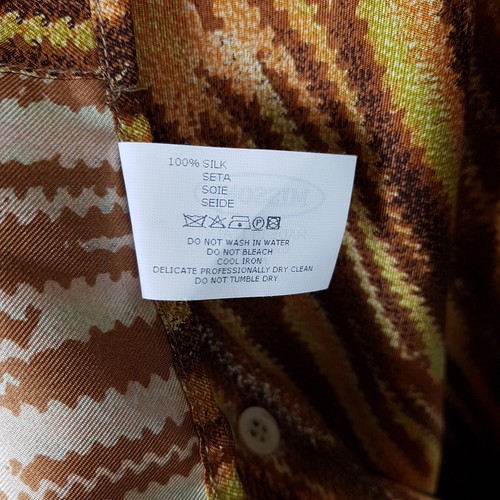 100% SILK
SETA
SOIE
SEIDE
DO NOT WASH IN WATER
DO NOT BLEACH
COOL IRON
DELICATE PROFESSIONALLY DRY CLEAN
DO NOT TUMBLE DRY